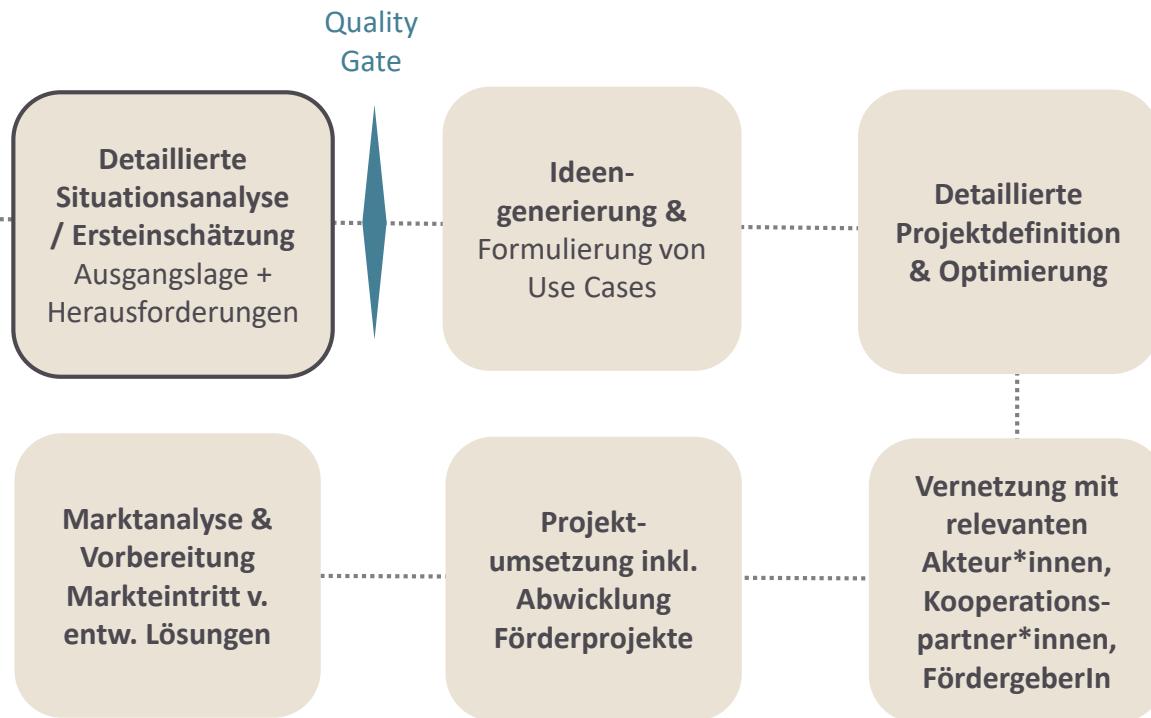 Quality
Gate
Detaillierte
Situationsanalyse
/ Ersteinschätzung
Ausgangslage +
Herausforderungen
Ideen-
generierung &
Formulierung von
Use Cases
Detaillierte
Projektdefinition
& Optimierung
Marktanalyse &
Vorbereitung
Markteintritt v.
entw. Lösungen
Projekt-
umsetzung inkl.
Abwicklung
Förderprojekte
Vernetzung mit
relevanten
Akteur*innen,
Kooperations-
partner*innen,
FördergeberIn